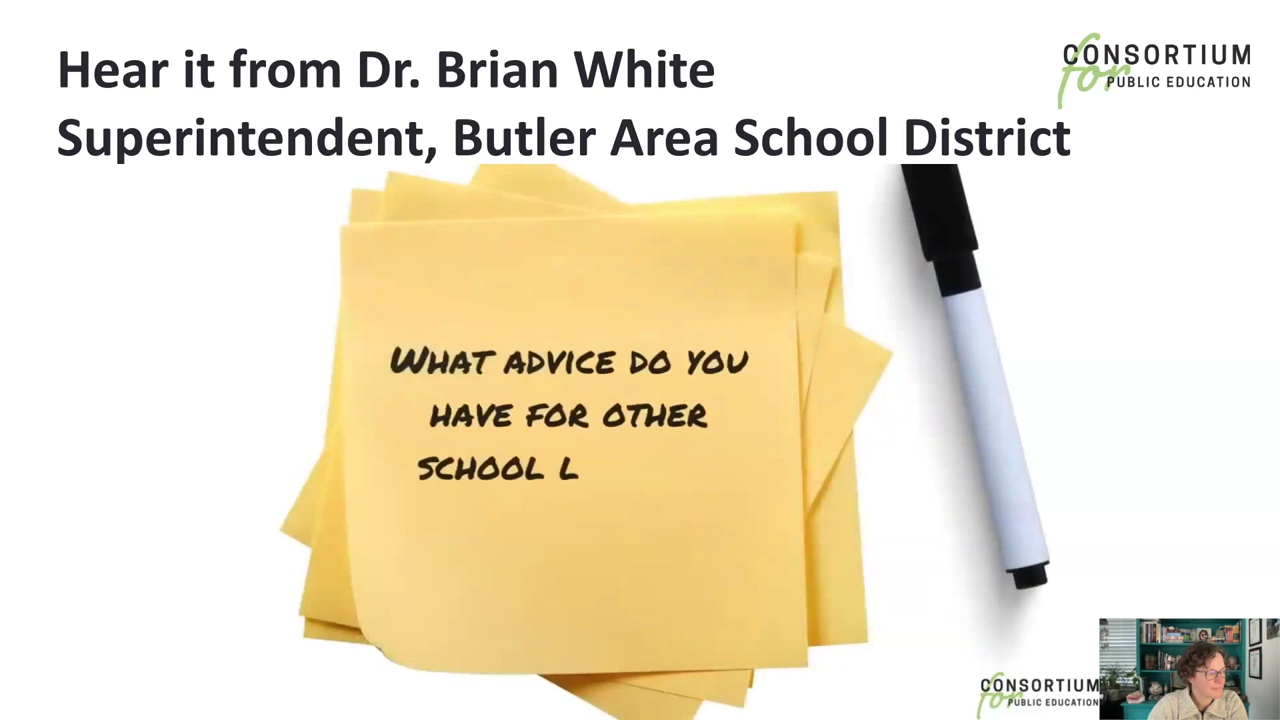 Hear it from Dr. Brian White
Superintendent, Butler Area School District
CONSORTIUM
for PUBLIC EDUCATION
WHAT ADVICE DO YOU
HAVE FOR OTHER
SCHOOL L
CONSORTIUM
for PUBLIC EDUCATION